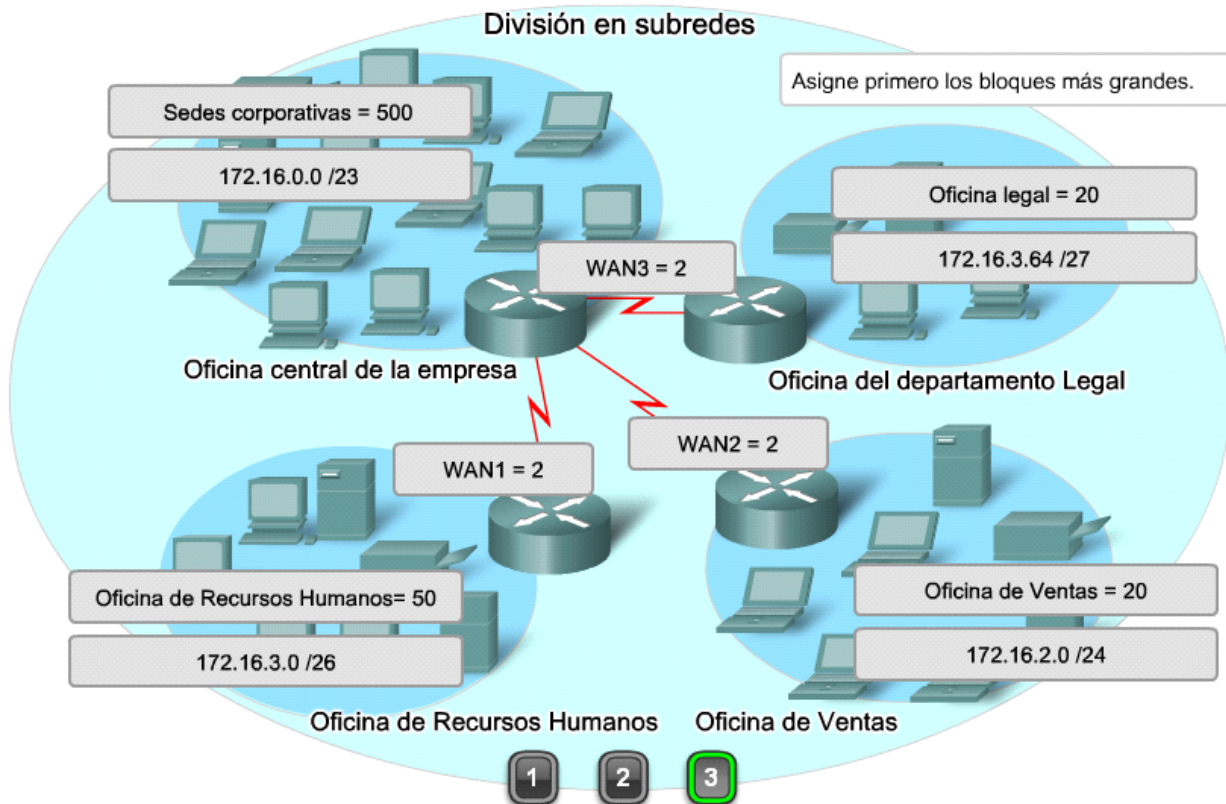 División en subredes
Asigne primero los bloques más grandes.
Sedes corporativas = 500
172.16.0.0 /23
Oficina legal = 20
172.16.3.64 /27
WAN3 = 2
Oficina central de la empresa
Oficina del departamento Legal
WAN1 = 2
WAN2 = 2
Oficina de Recursos Humanos= 50
172.16.3.0 /26
Oficina de Ventas = 20
172.16.2.0 /24
Oficina de Recursos Humanos
Oficina de Ventas
1 2 3